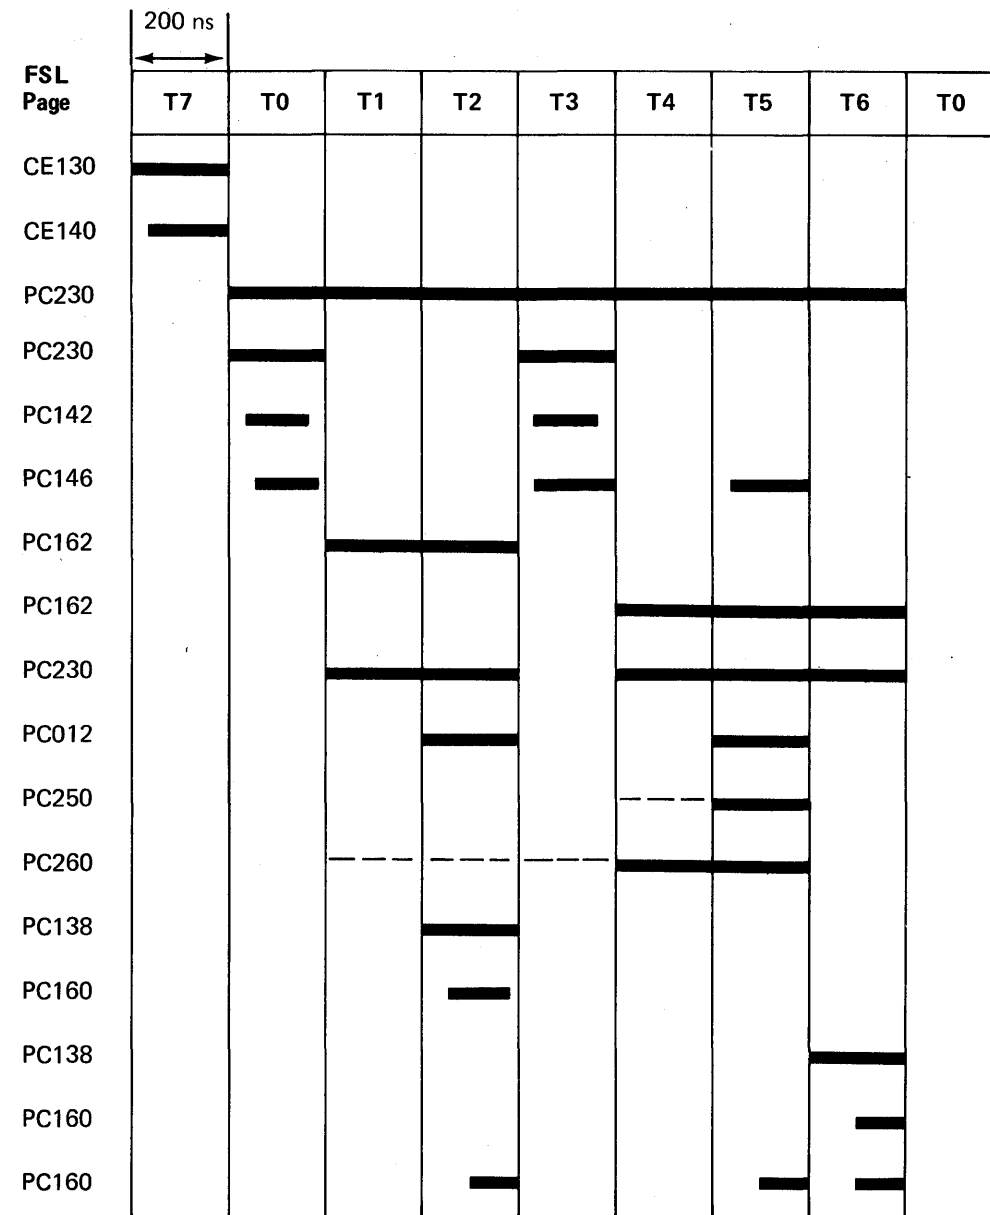 200 ns
FSL
Page T7 T0 T1 T2 T3 T4 T5 T6 T0
CE130
CE140
PC230
PC230
PC142
PC146
PC162
PC162
PC230
PC012
PC250
PC260
PC138
PC160
PC138
PC160
PC160